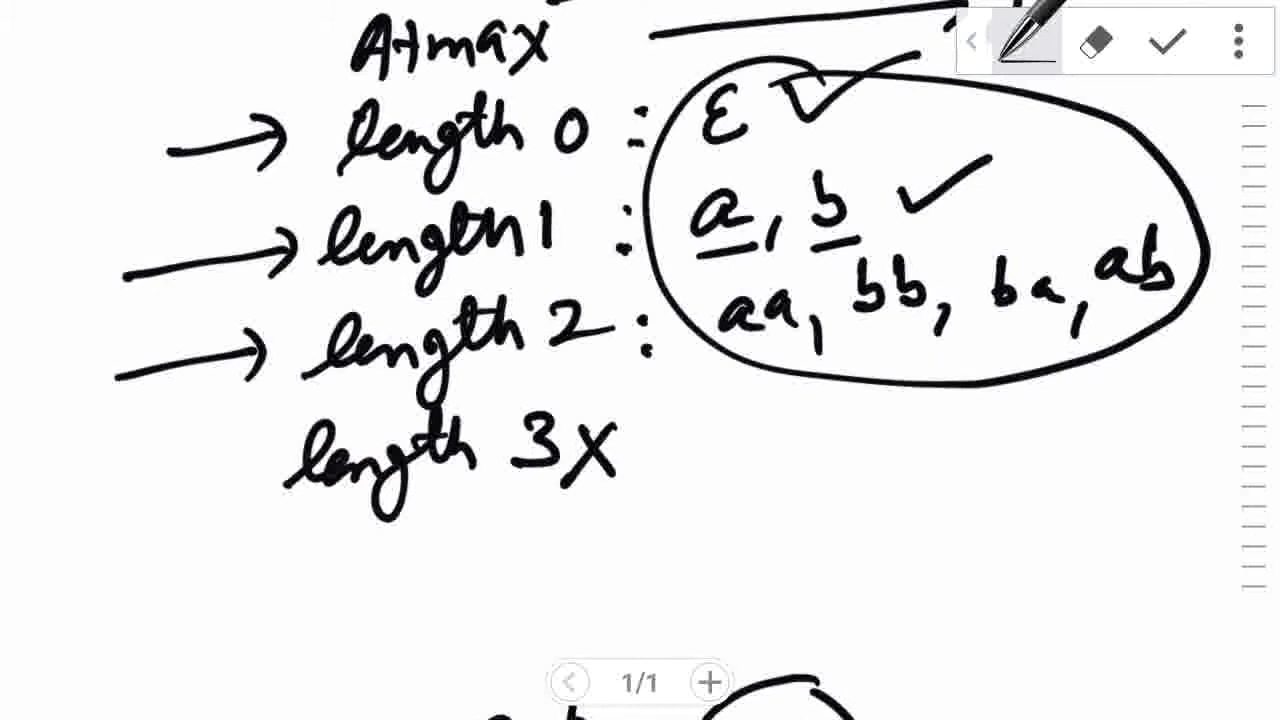 Atmax
length 0 : ε
length 1 : a, b
length 2 : aa, bb, ba, ab
length 3 X
1/1